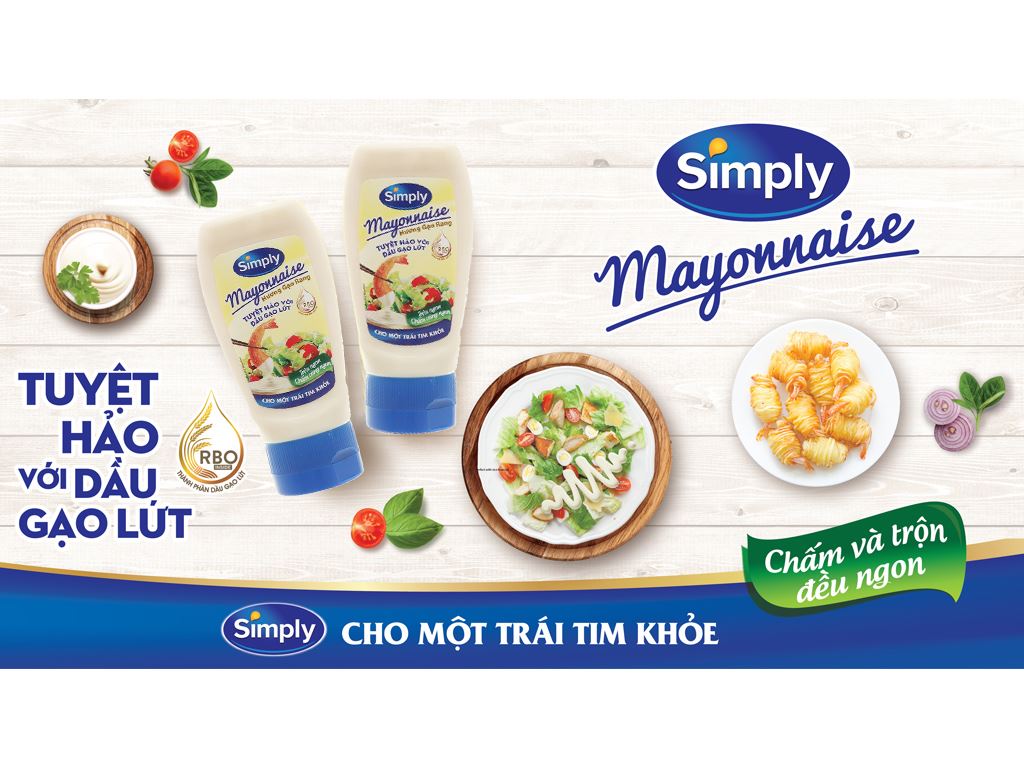 Simply
Mayonnaise
Simply
Mayonnaise
Hương Gạo Rang
TUYỆT HẢO VỚI
DẦU GẠO LỨT
RBO
CHO MỘT TRÁI TIM KHỎE
Simply
Mayonnaise
Hương Gạo Rang
TUYỆT HẢO VỚI
DẦU GẠO LỨT
RBO
CHO MỘT TRÁI TIM KHỎE
TUYỆT
HẢO
VỚI DẦU
GẠO LỨT
RBO
INSIDE
THÀNH PHẦN DẦU GẠO LỨT
Chấm và trộn
đều ngon
Simply CHO MỘT TRÁI TIM KHỎE